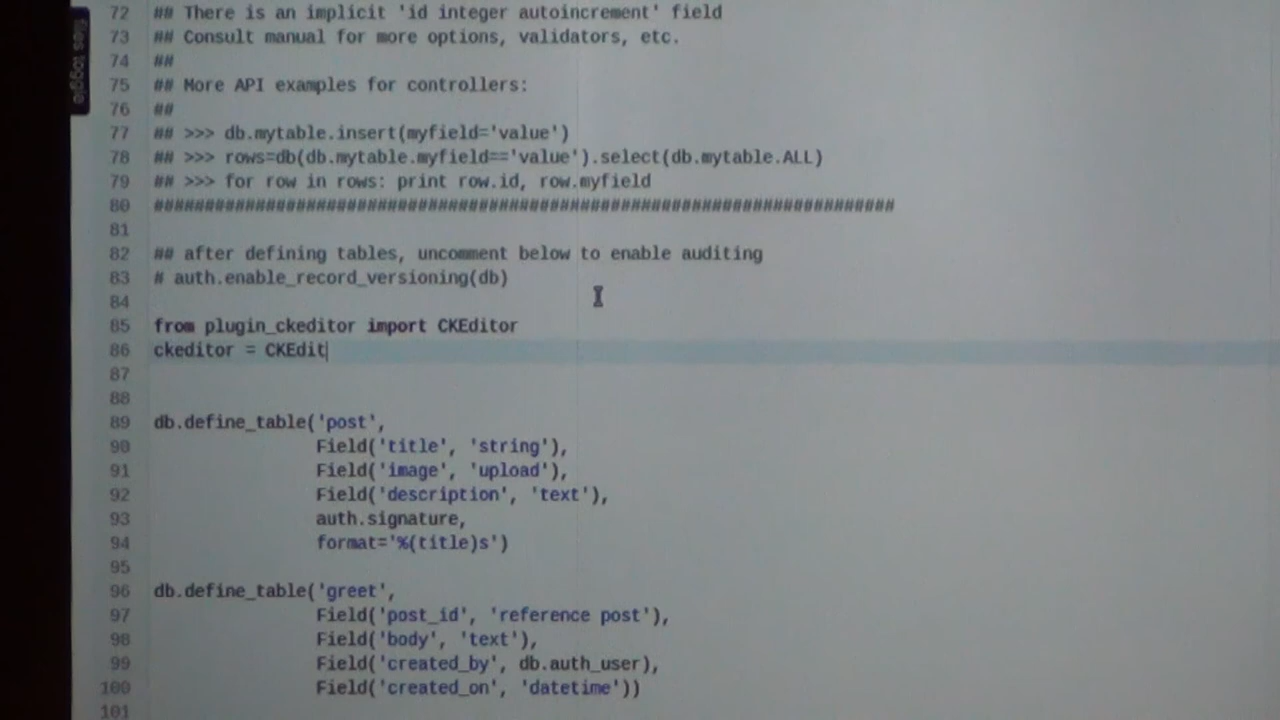 files toggle
72 ## There is an implicit 'id integer autoincrement' field
73 ## Consult manual for more options, validators, etc.
74 ##
75 ## More API examples for controllers:
76 ##
77 ## >>> db.mytable.insert(myfield='value')
78 ## >>> rows=db(db.mytable.myfield=='value').select(db.mytable.ALL)
79 ## >>> for row in rows: print row.id, row.myfield
80 #########################################################################
81
82 ## after defining tables, uncomment below to enable auditing
83 # auth.enable_record_versioning(db)
84
85 from plugin_ckeditor import CKEditor
86 ckeditor = CKEdit
87
88
89 db.define_table('post',
90 Field('title', 'string'),
91 Field('image', 'upload'),
92 Field('description', 'text'),
93 auth.signature,
94 format='%(title)s')
95
96 db.define_table('greet',
97 Field('post_id', 'reference post'),
98 Field('body', 'text'),
99 Field('created_by', db.auth_user),
100 Field('created_on', 'datetime'))
101